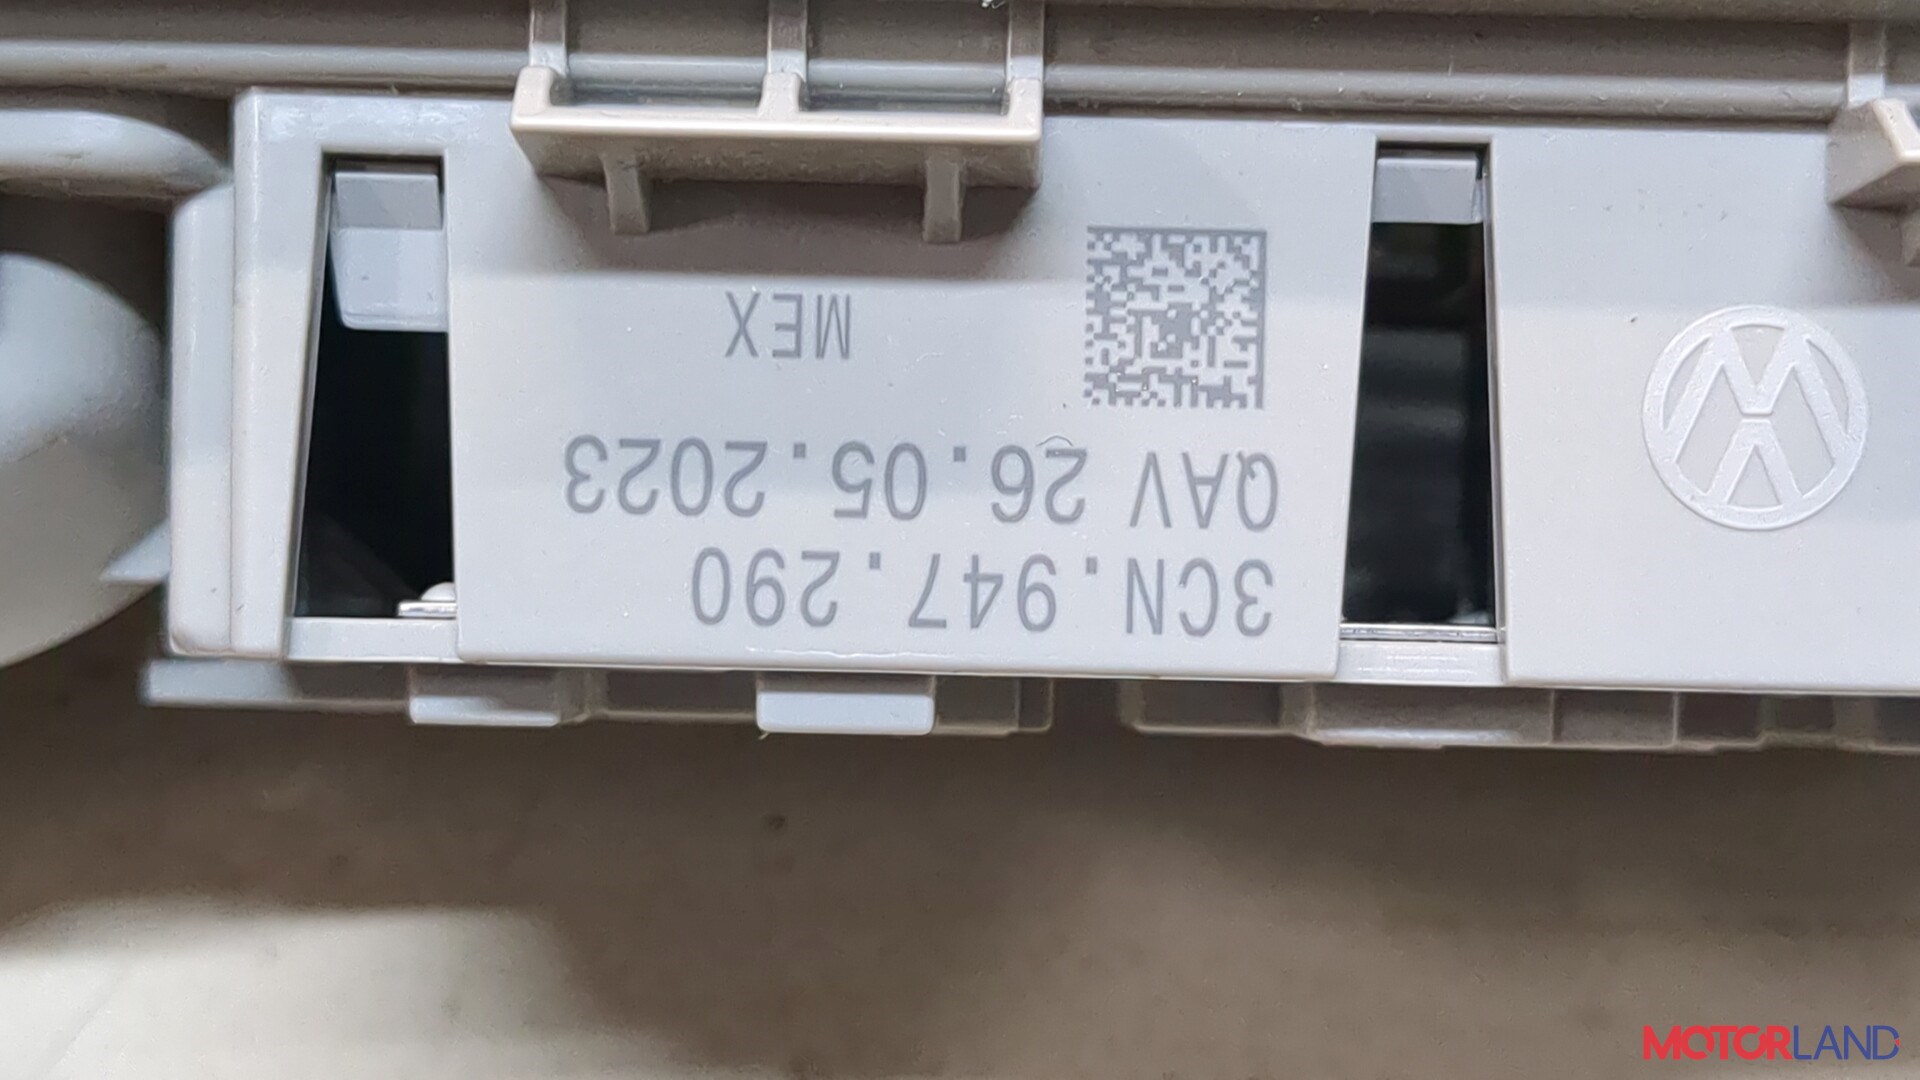 3CN.947.290
QAV 26.05.2023
MEX
MOTORLAND